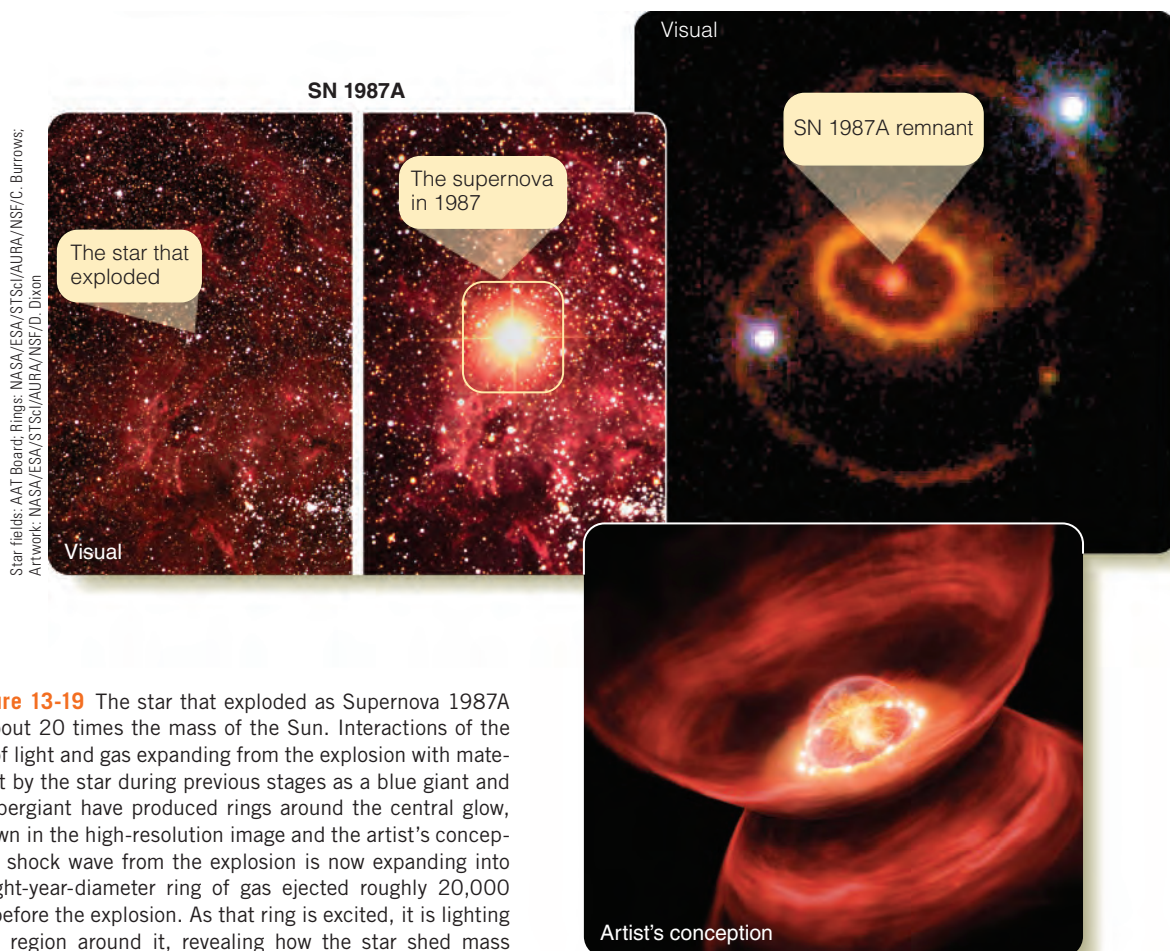 SN 1987A
Star fields: AAT Board; Rings: NASA/ESA/STScI/AURA/NSF/C. Burrows;
Artwork: NASA/ESA/STScI/AURA/NSF/D. Dixon
The star that
exploded
Visual
The supernova
in 1987
Visual
SN 1987A remnant
Artist's conception
ure 13-19 The star that exploded as Supernova 1987A
bout 20 times the mass of the Sun. Interactions of the
of light and gas expanding from the explosion with mate-
t by the star during previous stages as a blue giant and
pergiant have produced rings around the central glow,
wn in the high-resolution image and the artist's concep-
shock wave from the explosion is now expanding into
ght-year-diameter ring of gas ejected roughly 20,000
before the explosion. As that ring is excited, it is lighting
region around it, revealing how the star shed mass